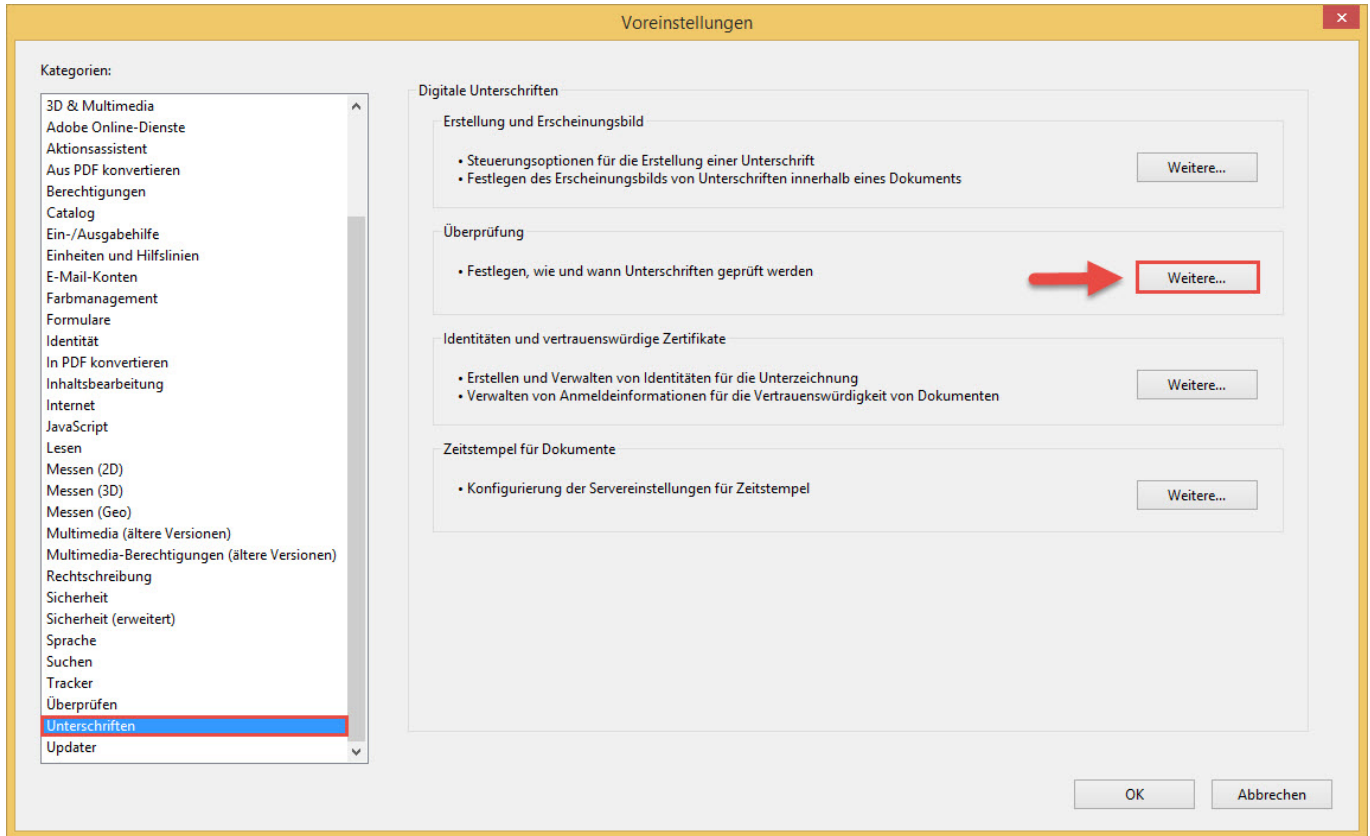 Voreinstellungen
Kategorien:
3D & Multimedia
Adobe Online-Dienste
Aktionsassistent
Aus PDF konvertieren
Berechtigungen
Catalog
Ein-/Ausgabehilfe
Einheiten und Hilfslinien
E-Mail-Konten
Farbmanagement
Formulare
Identität
In PDF konvertieren
Inhaltsbearbeitung
Internet
JavaScript
Lesen
Messen (2D)
Messen (3D)
Messen (Geo)
Multimedia (ältere Versionen)
Multimedia-Berechtigungen (ältere Versionen)
Rechtschreibung
Sicherheit
Sicherheit (erweitert)
Sprache
Suchen
Tracker
Überprüfen
Unterschriften
Updater
Digitale Unterschriften
Erstellung und Erscheinungsbild
• Steuerungsoptionen für die Erstellung einer Unterschrift
• Festlegen des Erscheinungsbilds von Unterschriften innerhalb eines Dokuments
Weitere...
Überprüfung
• Festlegen, wie und wann Unterschriften geprüft werden
Weitere...
Identitäten und vertrauenswürdige Zertifikate
• Erstellen und Verwalten von Identitäten für die Unterzeichnung
• Verwalten von Anmeldeinformationen für die Vertrauenswürdigkeit von Dokumenten
Weitere...
Zeitstempel für Dokumente
• Konfigurierung der Servereinstellungen für Zeitstempel
Weitere...
OK
Abbrechen